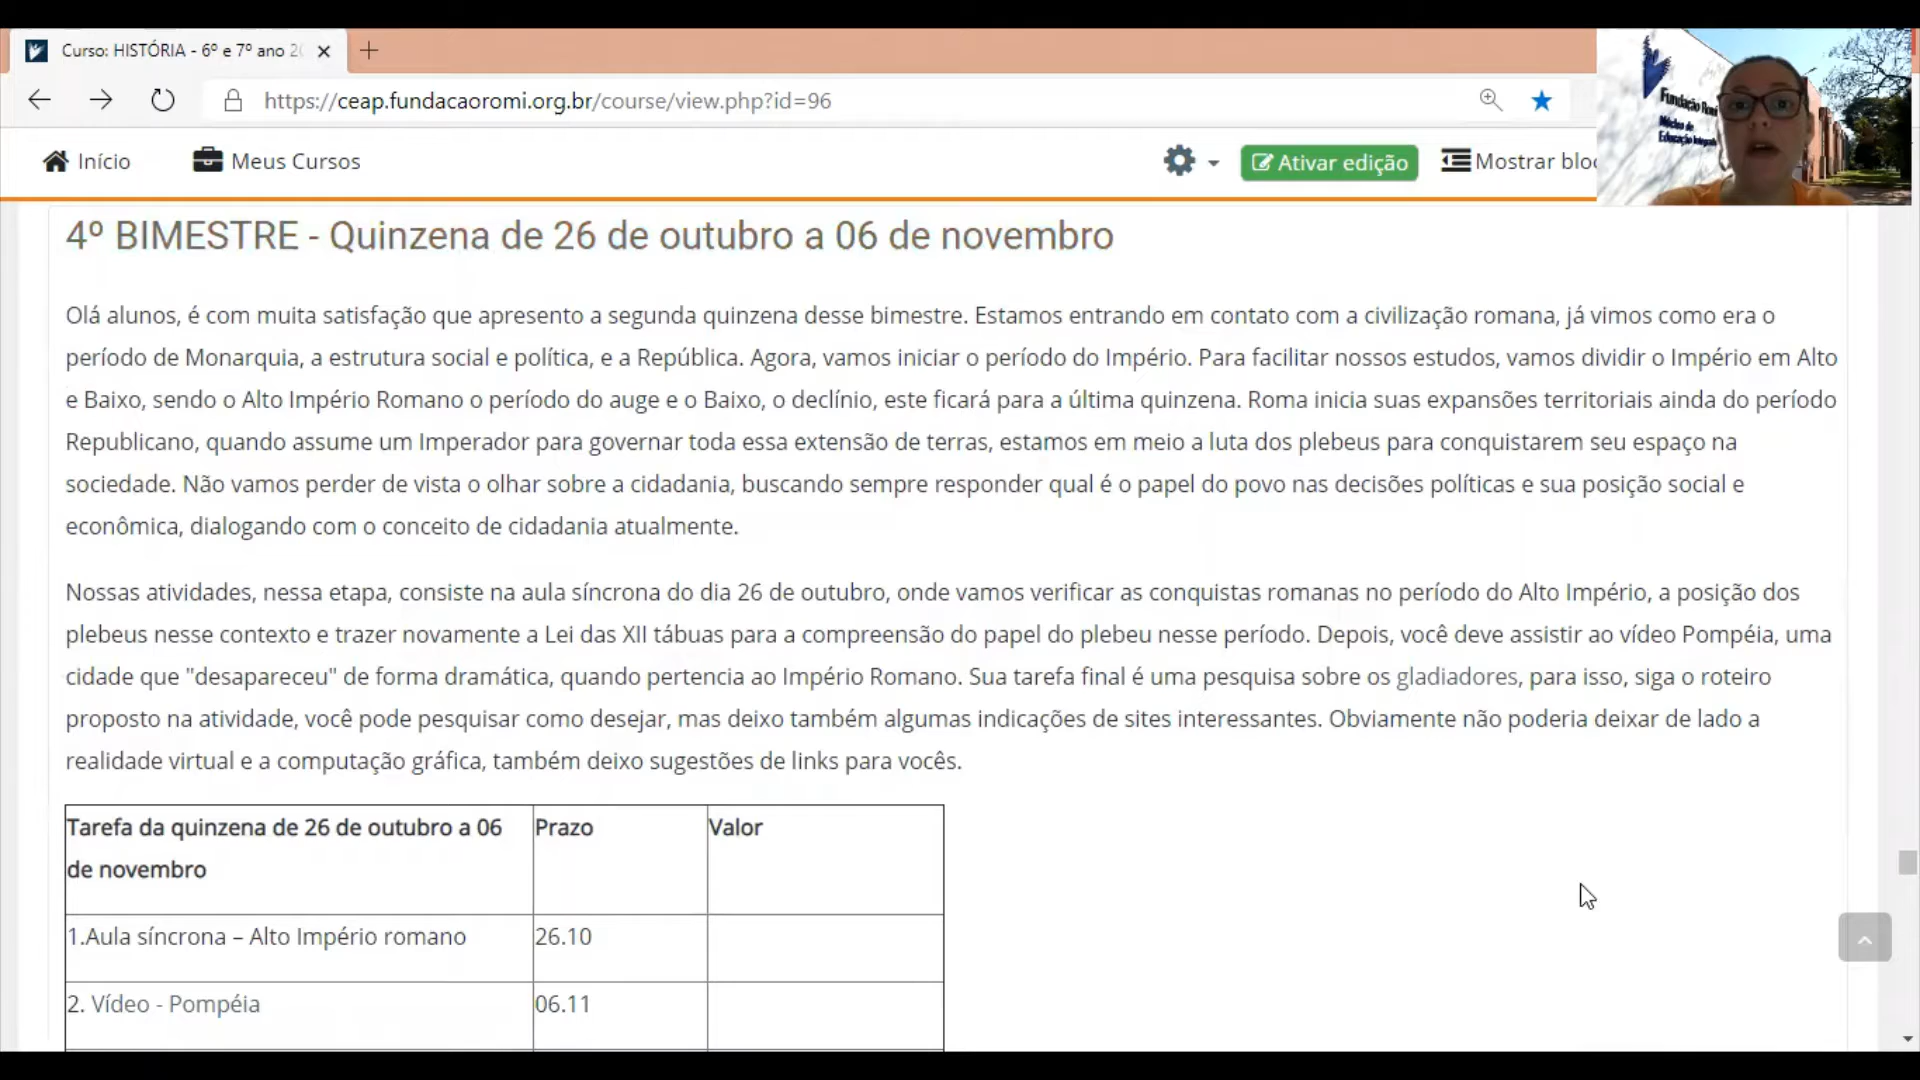 Curso: HISTÓRIA - 6º e 7º ano 2
https://ceap.fundacaoromi.org.br/course/view.php?id=96
Fundação Romi
Núcleo de
Educação Integrada
Início
Meus Cursos
Ativar edição
Mostrar bloc
4º BIMESTRE - Quinzena de 26 de outubro a 06 de novembro
Olá alunos, é com muita satisfação que apresento a segunda quinzena desse bimestre. Estamos entrando em contato com a civilização romana, já vimos como era o
período de Monarquia, a estrutura social e política, e a República. Agora, vamos iniciar o período do Império. Para facilitar nossos estudos, vamos dividir o Império em Alto
e Baixo, sendo o Alto Império Romano o período do auge e o Baixo, o declínio, este ficará para a última quinzena. Roma inicia suas expansões territoriais ainda do período
Republicano, quando assume um Imperador para governar toda essa extensão de terras, estamos em meio a luta dos plebeus para conquistarem seu espaço na
sociedade. Não vamos perder de vista o olhar sobre a cidadania, buscando sempre responder qual é o papel do povo nas decisões políticas e sua posição social e
econômica, dialogando com o conceito de cidadania atualmente.
Nossas atividades, nessa etapa, consiste na aula síncrona do dia 26 de outubro, onde vamos verificar as conquistas romanas no período do Alto Império, a posição dos
plebeus nesse contexto e trazer novamente a Lei das XII tábuas para a compreensão do papel do plebeu nesse período. Depois, você deve assistir ao vídeo Pompéia, uma
cidade que "desapareceu" de forma dramática, quando pertencia ao Império Romano. Sua tarefa final é uma pesquisa sobre os gladiadores, para isso, siga o roteiro
proposto na atividade, você pode pesquisar como desejar, mas deixo também algumas indicações de sites interessantes. Obviamente não poderia deixar de lado a
realidade virtual e a computação gráfica, também deixo sugestões de links para vocês.
Tarefa da quinzena de 26 de outubro a 06
de novembro
Prazo
Valor
1.Aula síncrona – Alto Império romano
26.10
2. Vídeo - Pompéia
06.11